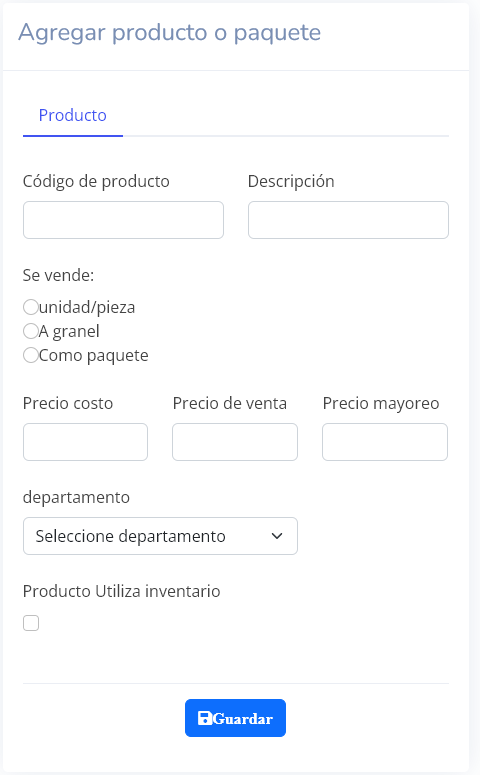 Agregar producto o paquete
Producto
Código de producto
Descripción
Se vende:
unidad/pieza
A granel
Como paquete
Precio costo
Precio de venta
Precio mayoreo
departamento
Seleccione departamento
Producto Utiliza inventario
Guardar